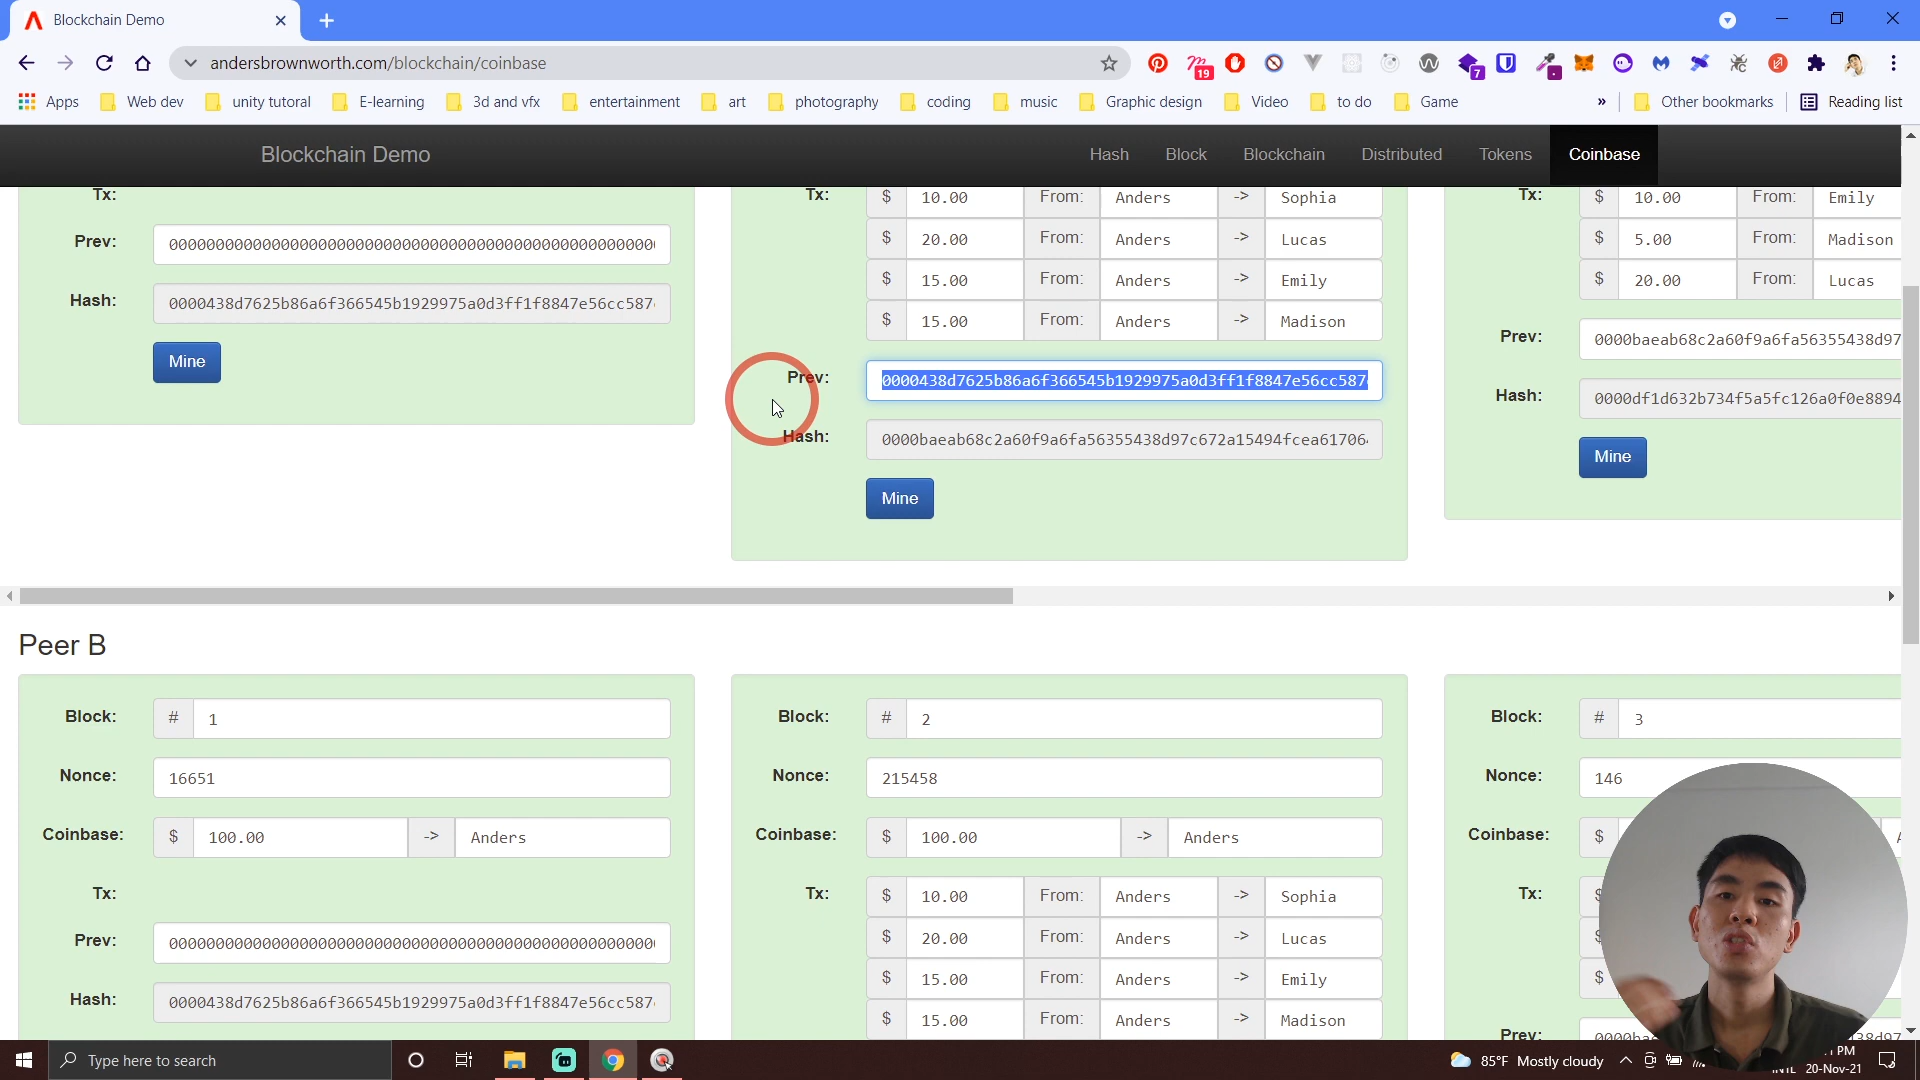 Blockchain Demo
andersbrownworth.com/blockchain/coinbase
19
7
Apps Web dev unity tutoral E-learning 3d and vfx entertainment art photography coding music Graphic design Video to do Game » Other bookmarks Reading list
Blockchain Demo Hash Block Blockchain Distributed Tokens Coinbase
Tx:
Prev: 00000000000000000000000000000000000000000000000000
Hash: 0000438d7625b86a6f366545b1929975a0d3ff1f8847e56cc587
Mine
Tx: $ 10.00 From: Anders -> Sophia
$ 20.00 From: Anders -> Lucas
$ 15.00 From: Anders -> Emily
$ 15.00 From: Anders -> Madison
Prev: 0000438d7625b86a6f366545b1929975a0d3ff1f8847e56cc587
Hash: 0000baeab68c2a60f9a6fa56355438d97c672a15494fcea61706
Mine
Tx: $ 10.00 From: Emily
$ 5.00 From: Madison
$ 20.00 From: Lucas
Prev: 0000baeab68c2a60f9a6fa56355438d97
Hash: 0000df1d632b734f5a5fc126a0f0e8894
Mine
Peer B
Block: # 1
Nonce: 16651
Coinbase: $ 100.00 -> Anders
Tx:
Prev: 00000000000000000000000000000000000000000000000000
Hash: 0000438d7625b86a6f366545b1929975a0d3ff1f8847e56cc587
Block: # 2
Nonce: 215458
Coinbase: $ 100.00 -> Anders
Tx: $ 10.00 From: Anders -> Sophia
$ 20.00 From: Anders -> Lucas
$ 15.00 From: Anders -> Emily
$ 15.00 From: Anders -> Madison
Block: # 3
Nonce: 146
Coinbase: $
Tx:
Prev: 0000baeab68c2a60f9a6fa56355438d97
Type here to search
85°F Mostly cloudy
PM
20-Nov-21